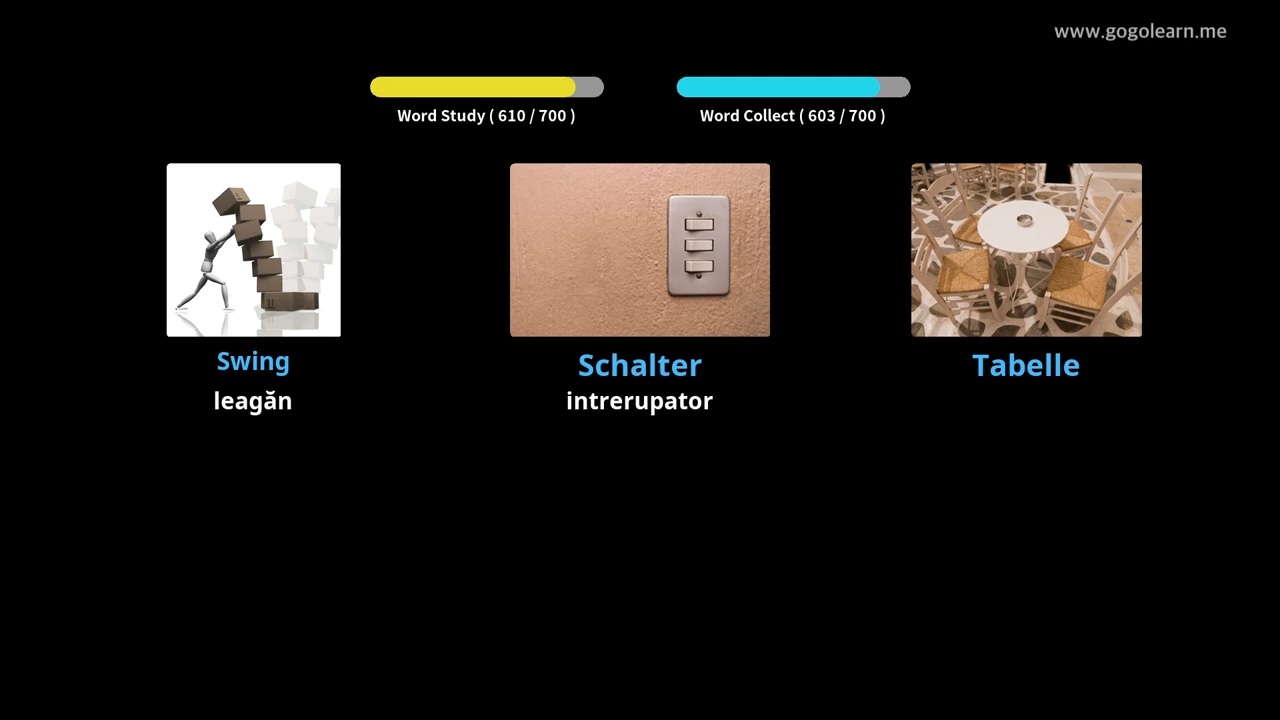 www.gogolearn.me
Word Study ( 610 / 700 )
Word Collect ( 603 / 700 )
Swing
leagăn
Schalter
intrerupator
Tabelle